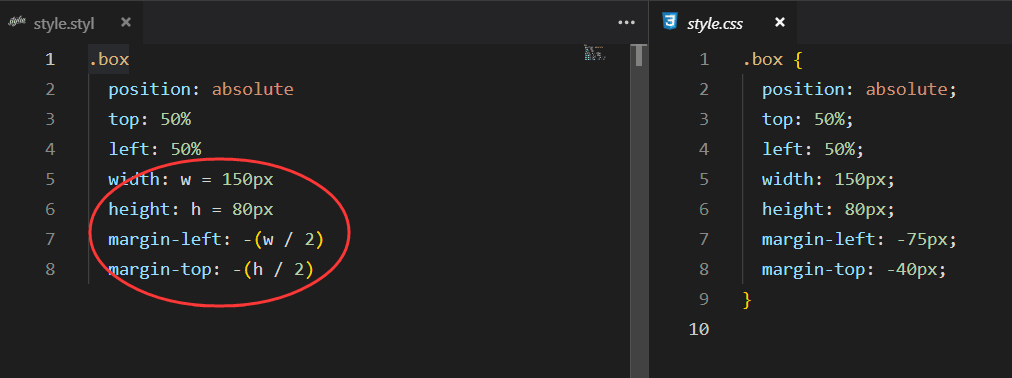 style.styl
1 .box
2 position: absolute
3 top: 50%
4 left: 50%
5 width: w = 150px
6 height: h = 80px
7 margin-left: -(w / 2)
8 margin-top: -(h / 2)
style.css
1 .box {
2 position: absolute;
3 top: 50%;
4 left: 50%;
5 width: 150px;
6 height: 80px;
7 margin-left: -75px;
8 margin-top: -40px;
9 }
10